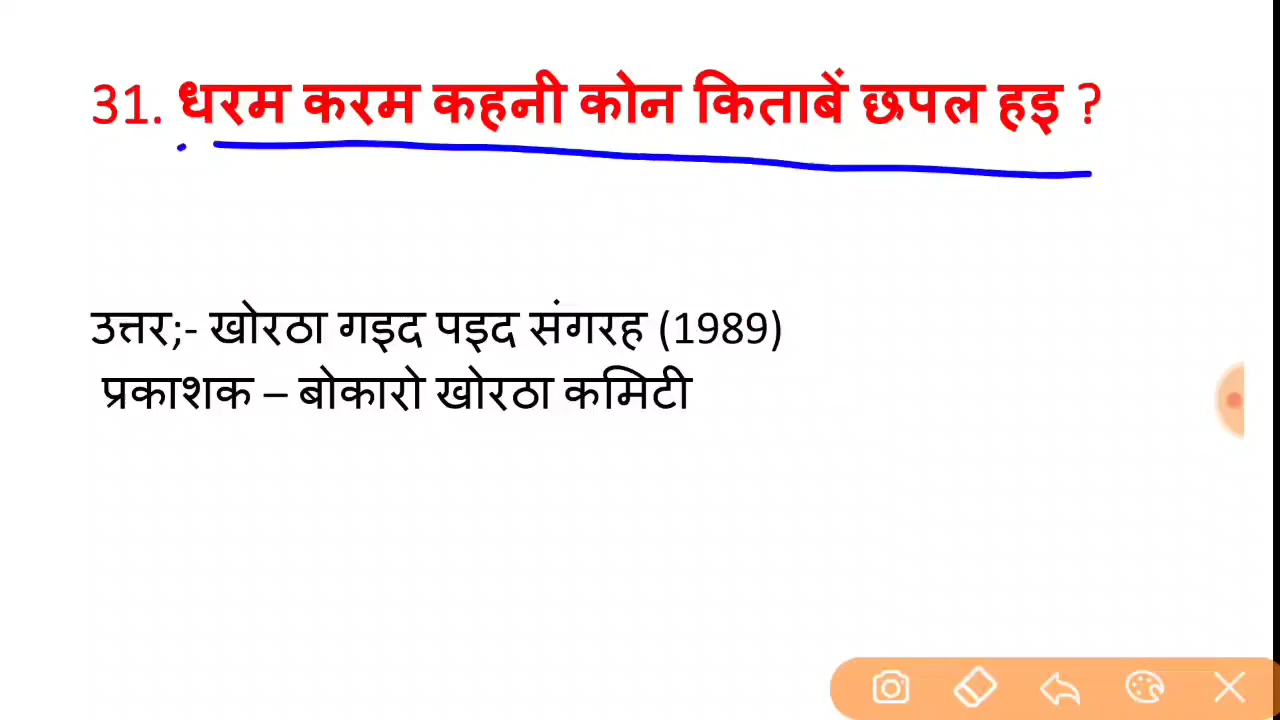 31. धरम करम कहनी कोन किताबें छपल हइ ?
उत्तर;- खोरठा गइद पइद संगरह (1989)
प्रकाशक – बोकारो खोरठा कमिटी